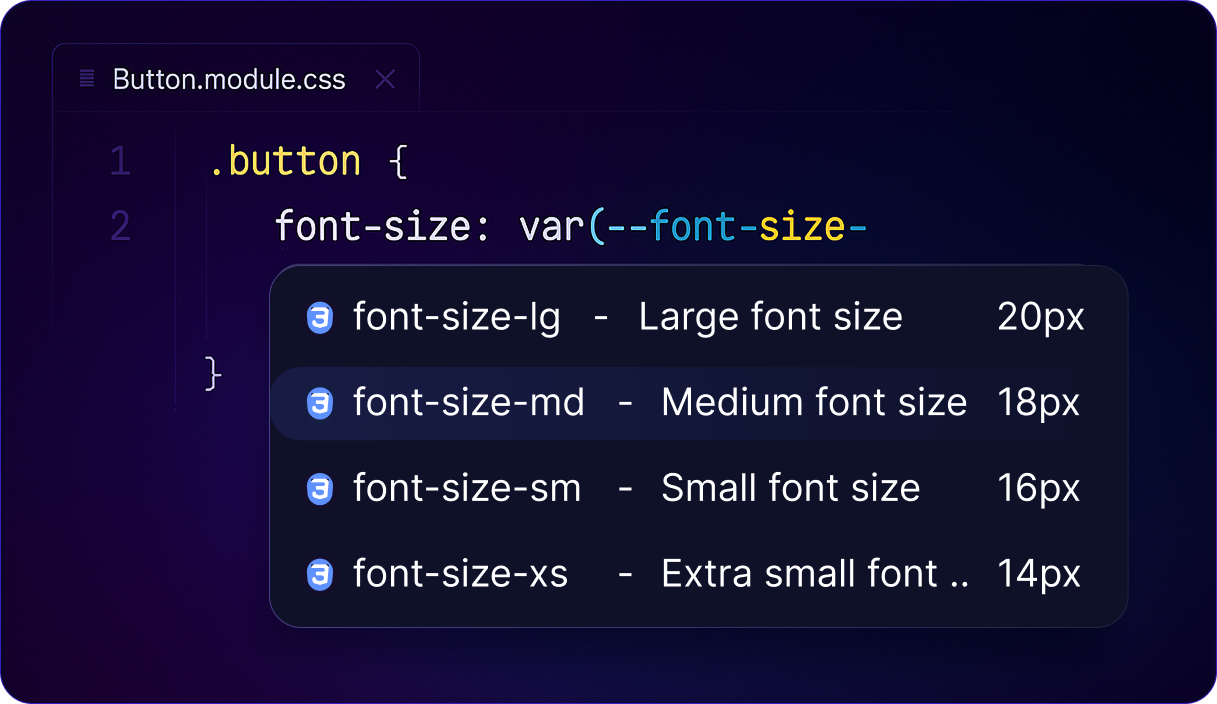 Button.module.css
1 .button {
2 font-size: var(--font-size-
font-size-lg - Large font size 20px
font-size-md - Medium font size 18px
font-size-sm - Small font size 16px
font-size-xs - Extra small font .. 14px
}